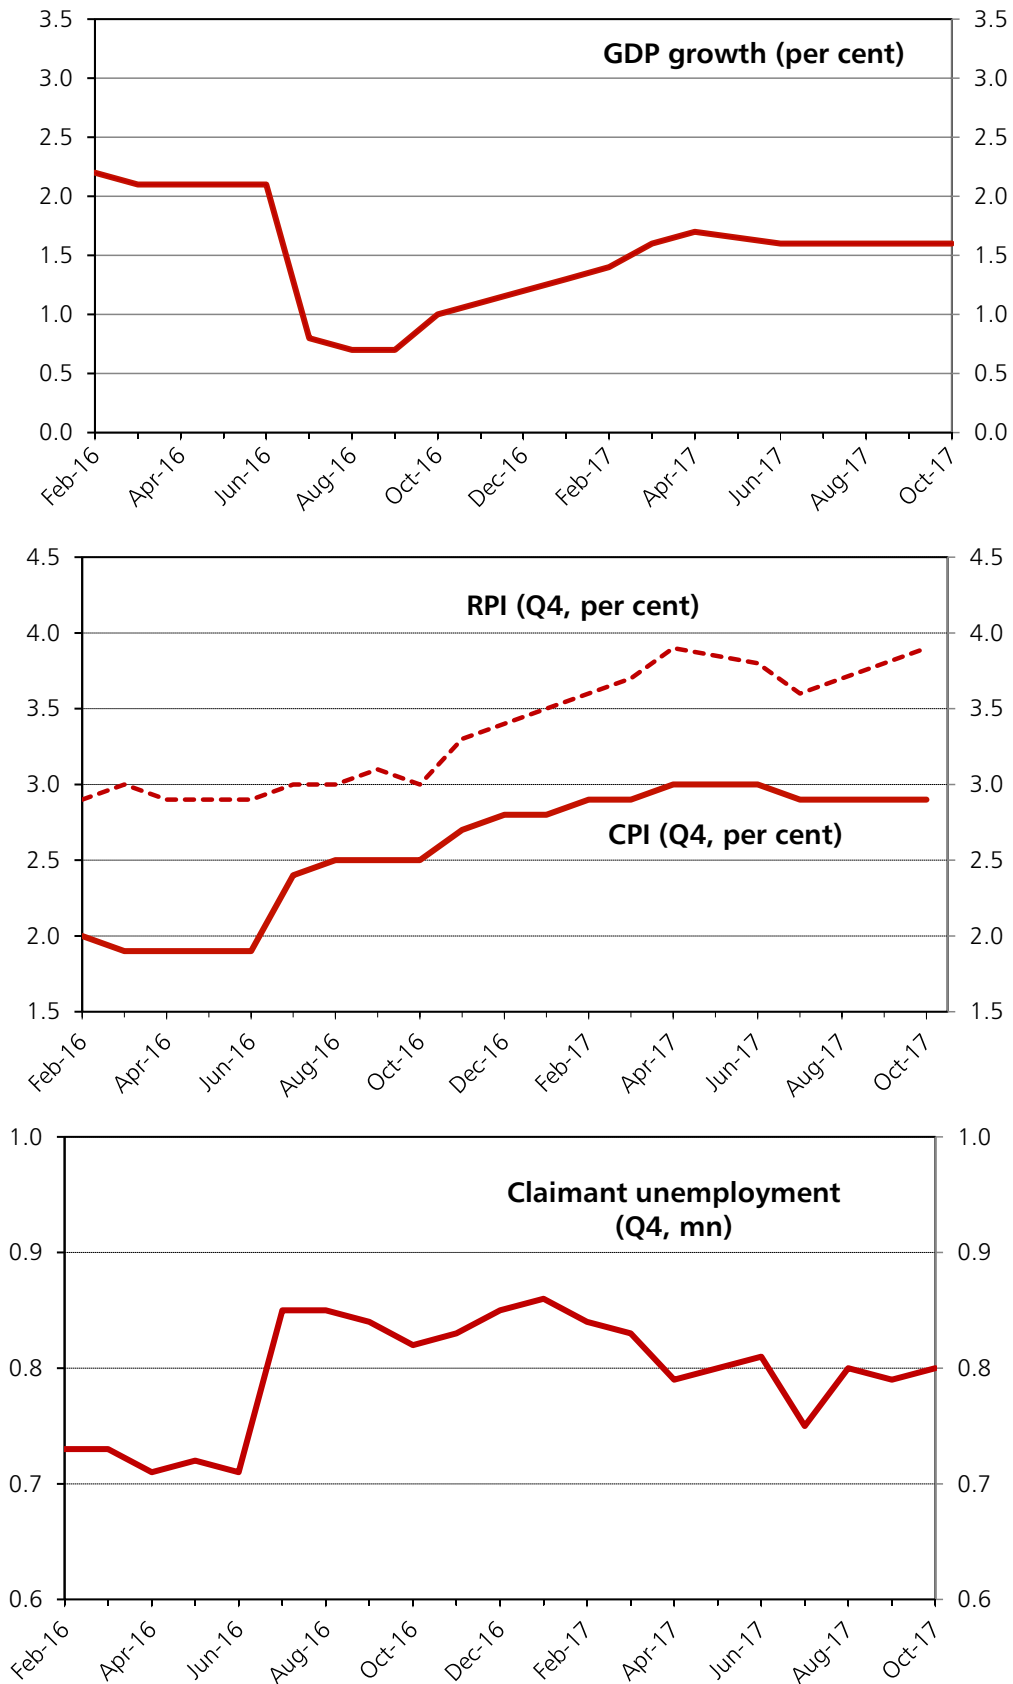 GDP growth (per cent)
3.5 3.5
3.0 3.0
2.5 2.5
2.0 2.0
1.5 1.5
1.0 1.0
0.5 0.5
0.0 0.0
Feb-16 Apr-16 Jun-16 Aug-16 Oct-16 Dec-16 Feb-17 Apr-17 Jun-17 Aug-17 Oct-17
4.5 4.5
RPI (Q4, per cent)
4.0 4.0
3.5 3.5
3.0 3.0
CPI (Q4, per cent)
2.5 2.5
2.0 2.0
1.5 1.5
Feb-16 Apr-16 Jun-16 Aug-16 Oct-16 Dec-16 Feb-17 Apr-17 Jun-17 Aug-17 Oct-17
1.0 1.0
Claimant unemployment
(Q4, mn)
0.9 0.9
0.8 0.8
0.7 0.7
0.6 0.6
Feb-16 Apr-16 Jun-16 Aug-16 Oct-16 Dec-16 Feb-17 Apr-17 Jun-17 Aug-17 Oct-17